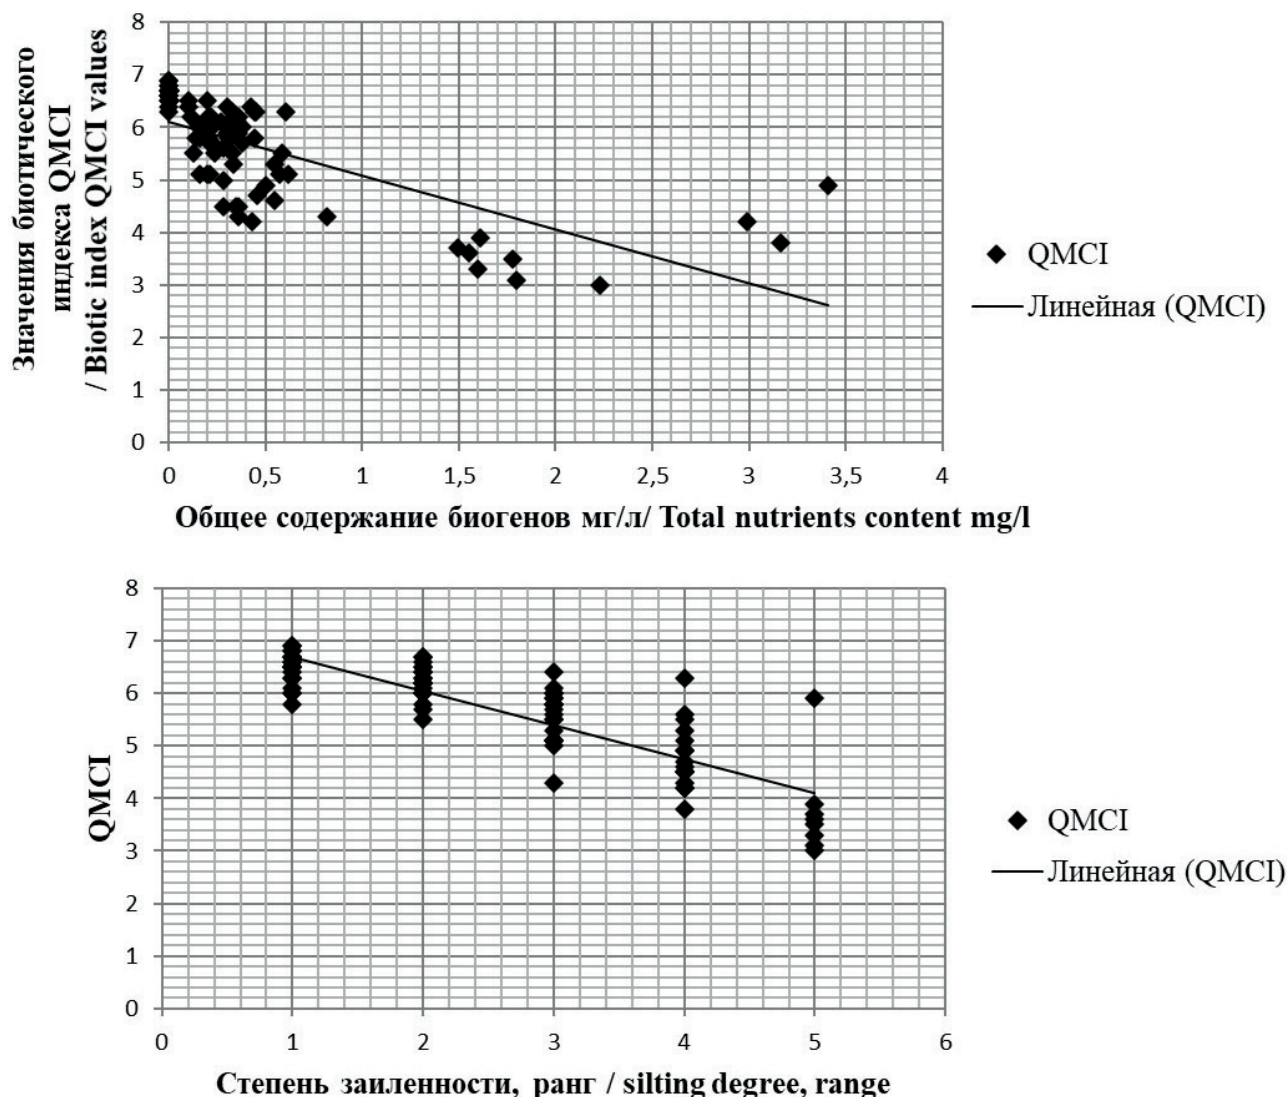 Значения биотического
индекса QMCI
/ Biotic index QMCI values
8
7
6
5
4
3
2
1
0
0 0,5 1 1,5 2 2,5 3 3,5 4
Общее содержание биогенов мг/л/ Total nutrients content mg/l
QMCI
Линейная (QMCI)
QMCI
8
7
6
5
4
3
2
1
0
0 1 2 3 4 5 6
Степень заиленности, ранг / silting degree, range
QMCI
Линейная (QMCI)